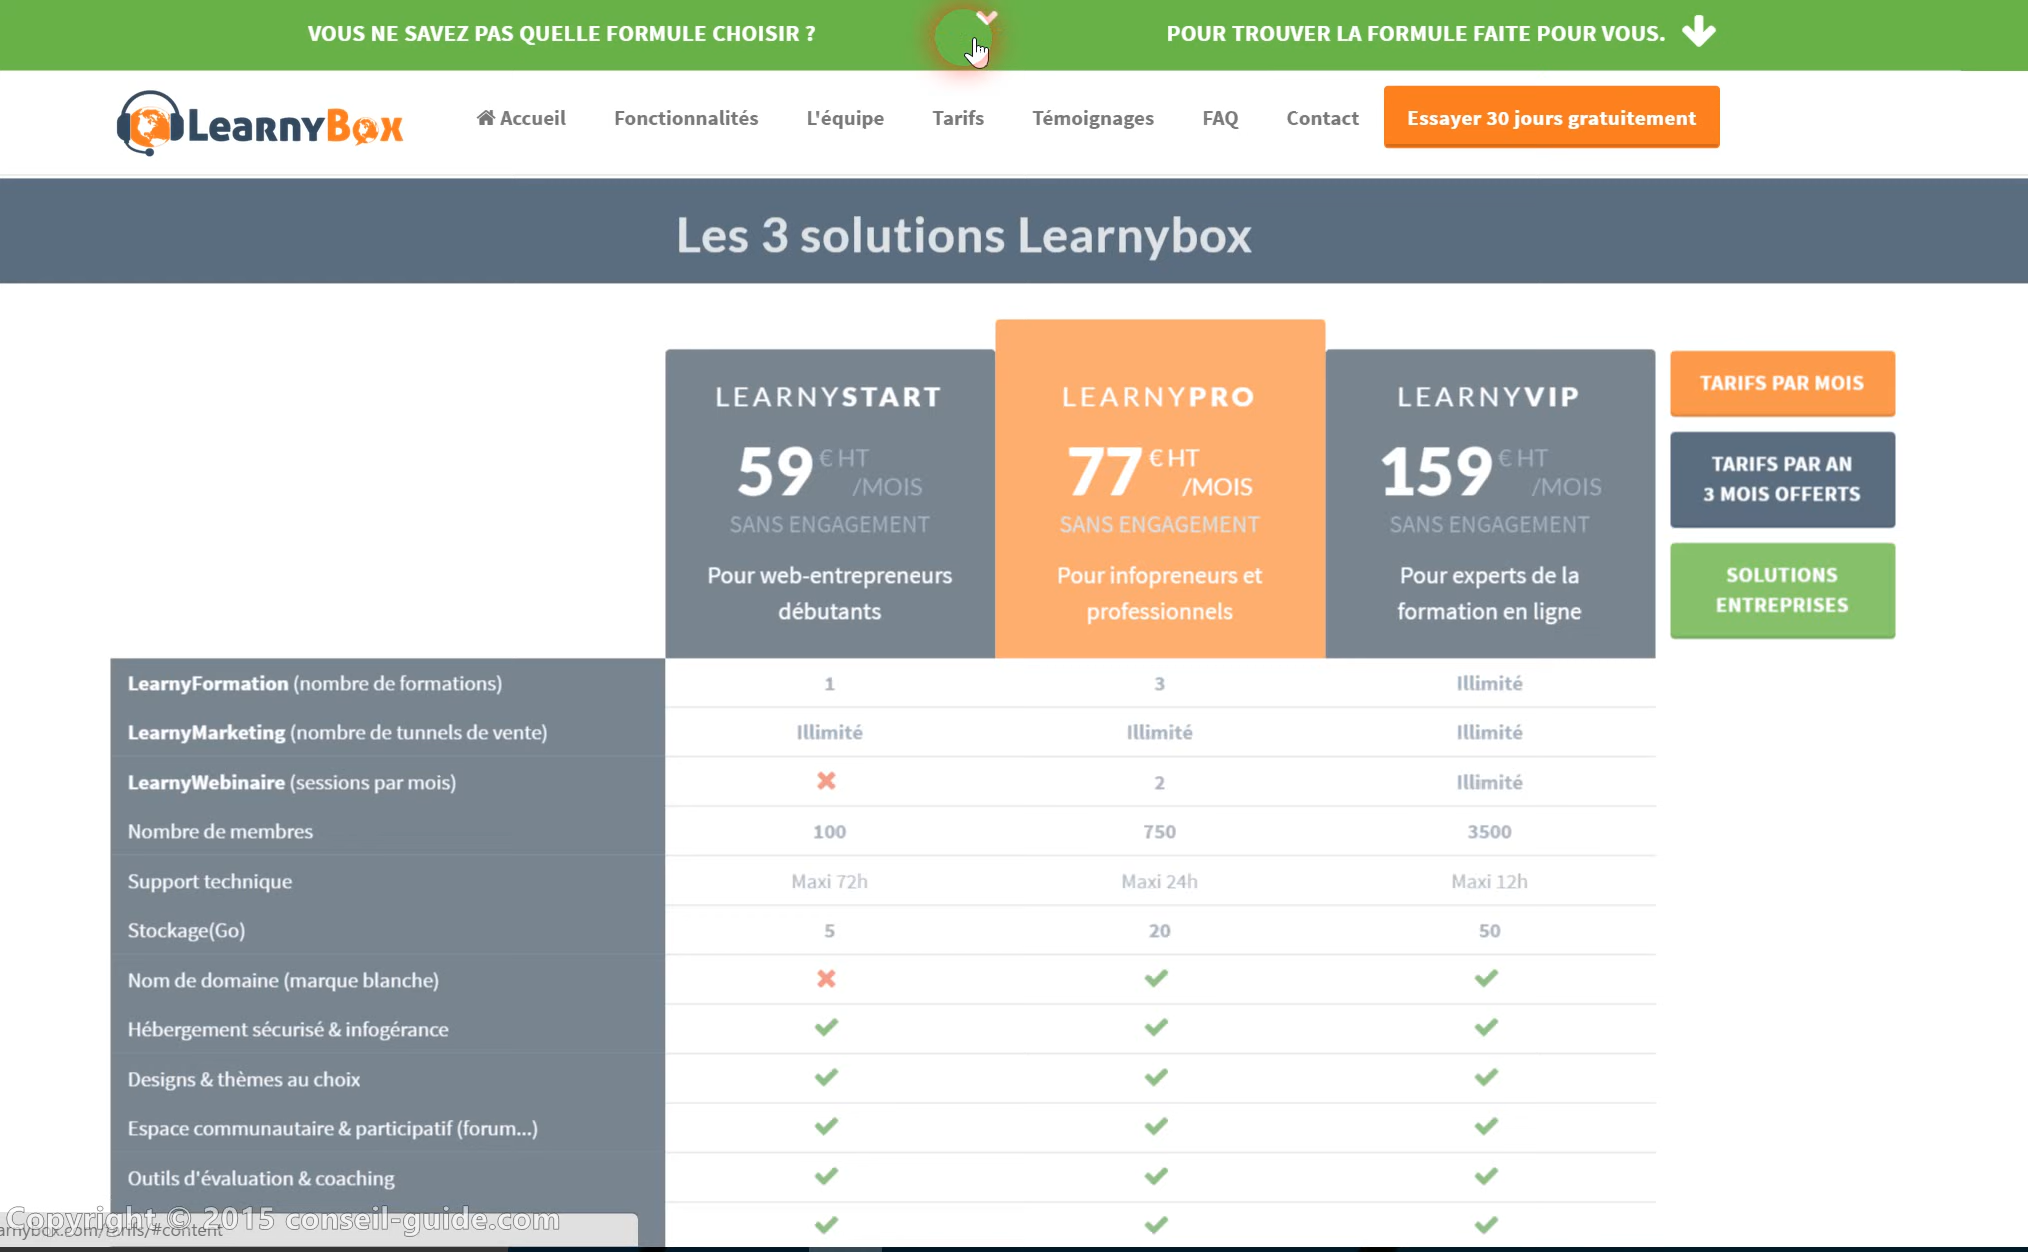 VOUS NE SAVEZ PAS QUELLE FORMULE CHOISIR ?
POUR TROUVER LA FORMULE FAITE POUR VOUS.
LearnyBox
Accueil
Fonctionnalités
L'équipe
Tarifs
Témoignages
FAQ
Contact
Essayer 30 jours gratuitement
Les 3 solutions Learnybox
LEARNYSTART
59 € HT
/MOIS
SANS ENGAGEMENT
Pour web-entrepreneurs
débutants
LEARNYPRO
77 € HT
/MOIS
SANS ENGAGEMENT
Pour infopreneurs et
professionnels
LEARNYVIP
159 € HT
/MOIS
SANS ENGAGEMENT
Pour experts de la
formation en ligne
TARIFS PAR MOIS
TARIFS PAR AN
3 MOIS OFFERTS
SOLUTIONS
ENTREPRISES
LearnyFormation (nombre de formations) 1 3 Illimité
LearnyMarketing (nombre de tunnels de vente) Illimité Illimité Illimité
LearnyWebinaire (sessions par mois) 2 Illimité
Nombre de membres 100 750 3500
Support technique Maxi 72h Maxi 24h Maxi 12h
Stockage(Go) 5 20 50
Nom de domaine (marque blanche)
Hébergement sécurisé & infogérance
Designs & thèmes au choix
Espace communautaire & participatif (forum...)
Outils d'évaluation & coaching
Copyright © 2015 conseil-guide.com